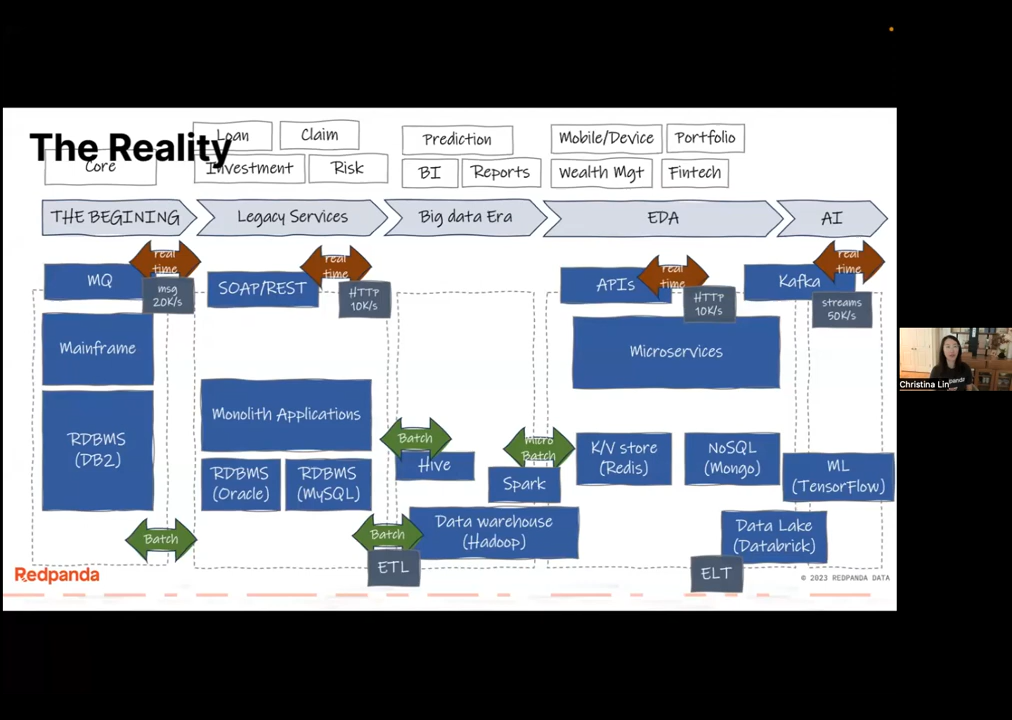 The Reality
Core
Loan
Claim
Investment
Risk
Prediction
BI
Reports
Mobile/Device
Portfolio
Wealth Mgt
Fintech
THE BEGINING
Legacy Services
Big data Era
EDA
AI
real
time
MQ
msg
20K/s
Mainframe
RDBMS
(DB2)
Batch
real
time
SOAP/REST
HTTP
10K/s
Monolith Applications
RDBMS
(Oracle)
RDBMS
(MySQL)
Batch
Hive
Micro
Batch
Spark
Batch
Data warehouse
(Hadoop)
ETL
real
time
APIs
HTTP
10K/s
Microservices
K/V store
(Redis)
NoSQL
(Mongo)
real
time
Kafka
streams
50K/s
ML
(TensorFlow)
Data Lake
(Databrick)
ELT
Redpanda
© 2023 REDPANDA DATA
Christina Lin